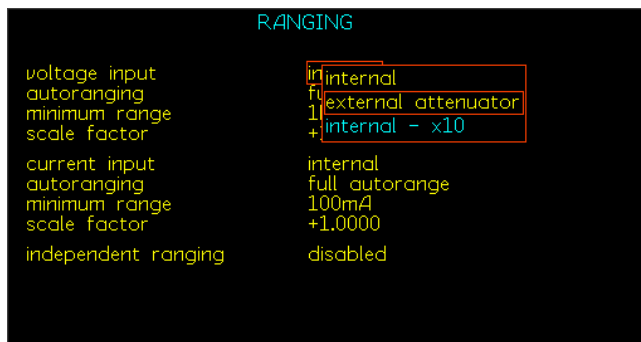 RANGING
voltage input
internal
autoranging
external attenuator
minimum range
internal - x10
scale factor
current input internal
autoranging full autorange
minimum range 100mA
scale factor +1.0000
independent ranging disabled